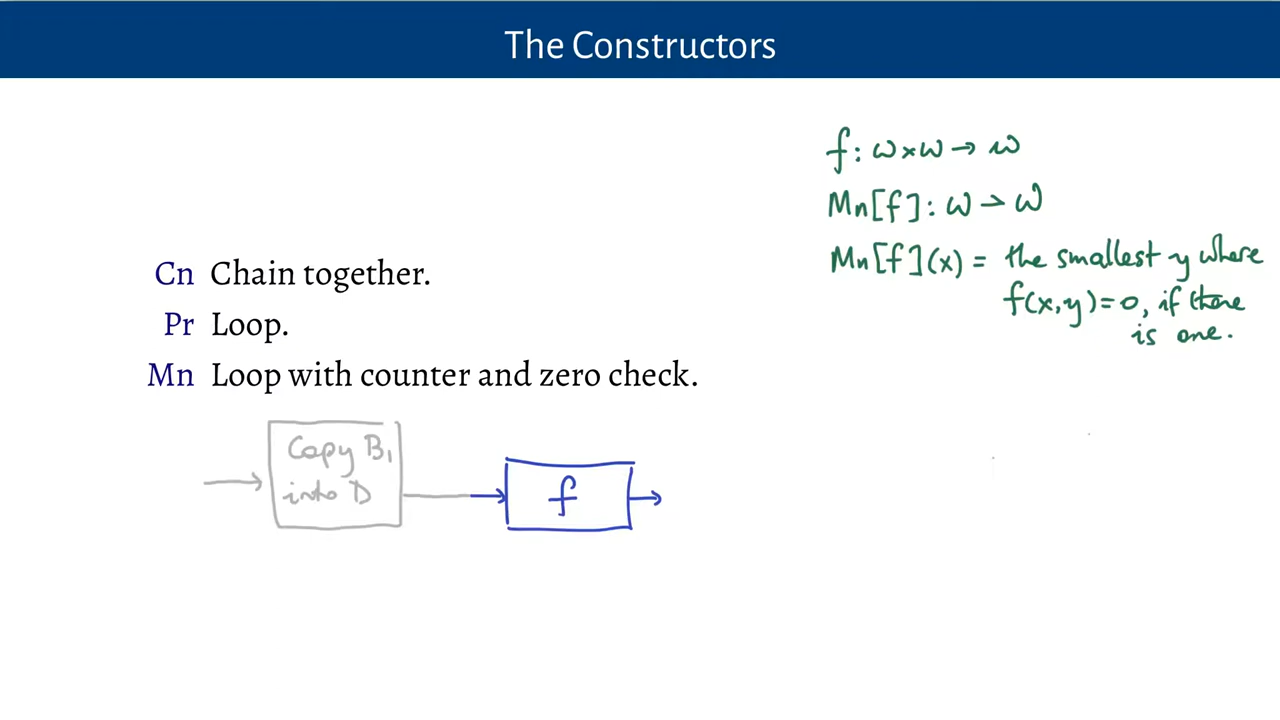 The Constructors
f: ω×ω → ω
Mn[f]: ω ⇀ ω
Mn[f](x) = the smallest y where
f(x,y)=0, if there
is one.
Cn Chain together.
Pr Loop.
Mn Loop with counter and zero check.
Copy B₁
into D
f